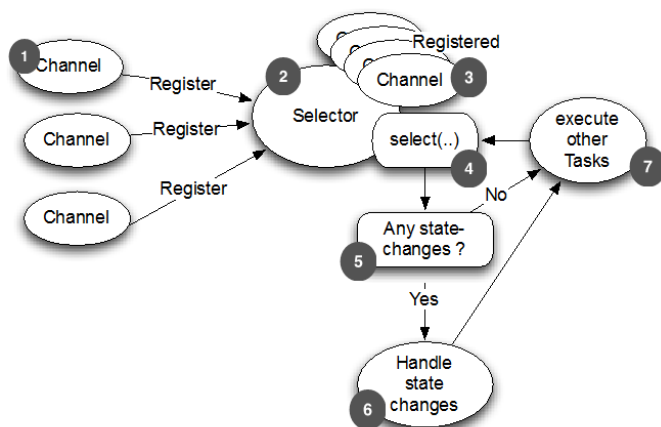 1
Channel
Register
2
Selector
Registered
Channel
3
Channel
Register
select(..)
4
execute
other
Tasks
7
Channel
Register
No
Any state-
changes ?
5
Yes
Handle
state
changes
6